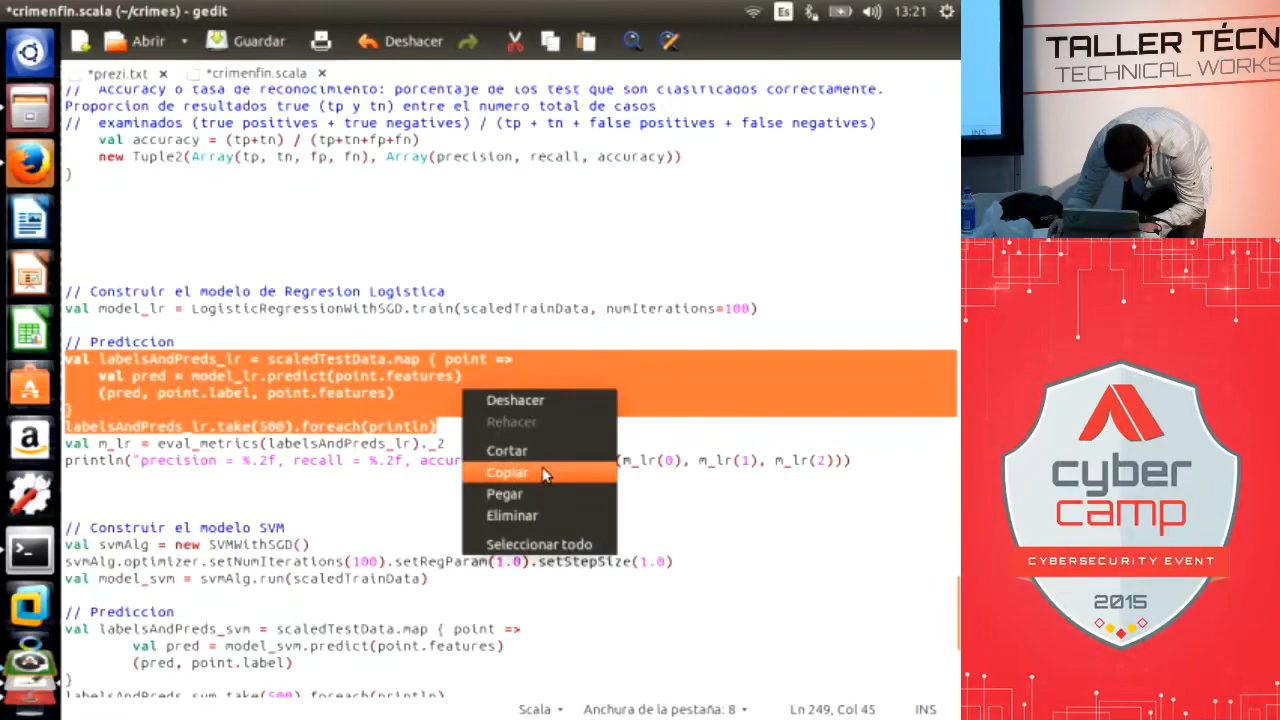 *crimenfin.scala (~/crimes) - gedit
Es
13:21
Abrir
Guardar
Deshacer
*prezi.txt ×
*crimenfin.scala ×
// Accuracy o tasa de reconocimiento: porcentaje de los test que son clasificados correctamente.
Proporcion de resultados true (tp y tn) entre el numero total de casos
// examinados (true positives + true negatives) / (tp + tn + false positives + false negatives)
val accuracy = (tp+tn) / (tp+tn+fp+fn)
new Tuple2(Array(tp, tn, fp, fn), Array(precision, recall, accuracy))
}
// Construir el modelo de Regresion Logistica
val model_lr = LogisticRegressionWithSGD.train(scaledTrainData, numIterations=100)
// Prediccion
val labelsAndPreds_lr = scaledTestData.map { point =>
val pred = model_lr.predict(point.features)
(pred, point.label, point.features)
}
labelsAndPreds_lr.take(500).foreach(println)
val m_lr = eval_metrics(labelsAndPreds_lr)._2
println("precision = %.2f, recall = %.2f, accur (m_lr(0), m_lr(1), m_lr(2)))
Deshacer
Rehacer
Cortar
Copiar
Pegar
Eliminar
Seleccionar todo
// Construir el modelo SVM
val svmAlg = new SVMWithSGD()
svmAlg.optimizer.setNumIterations(100).setRegParam(1.0).setStepSize(1.0)
val model_svm = svmAlg.run(scaledTrainData)
// Prediccion
val labelsAndPreds_svm = scaledTestData.map { point =>
val pred = model_svm.predict(point.features)
(pred, point.label)
}
labelsAndPreds_svm.take(500).foreach(println)
Scala
Anchura de la pestaña: 8
Ln 249, Col 45
INS
TALLER TÉCN
TECHNICAL WORKS
INS
cyber
camp
CYBERSECURITY EVENT
2015